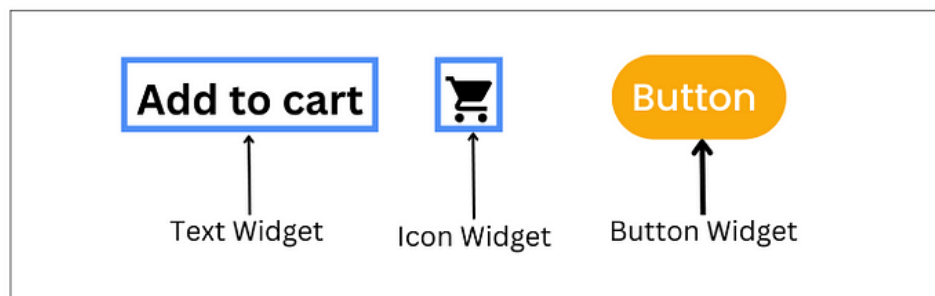 Add to cart
Button
Text Widget
Icon Widget
Button Widget